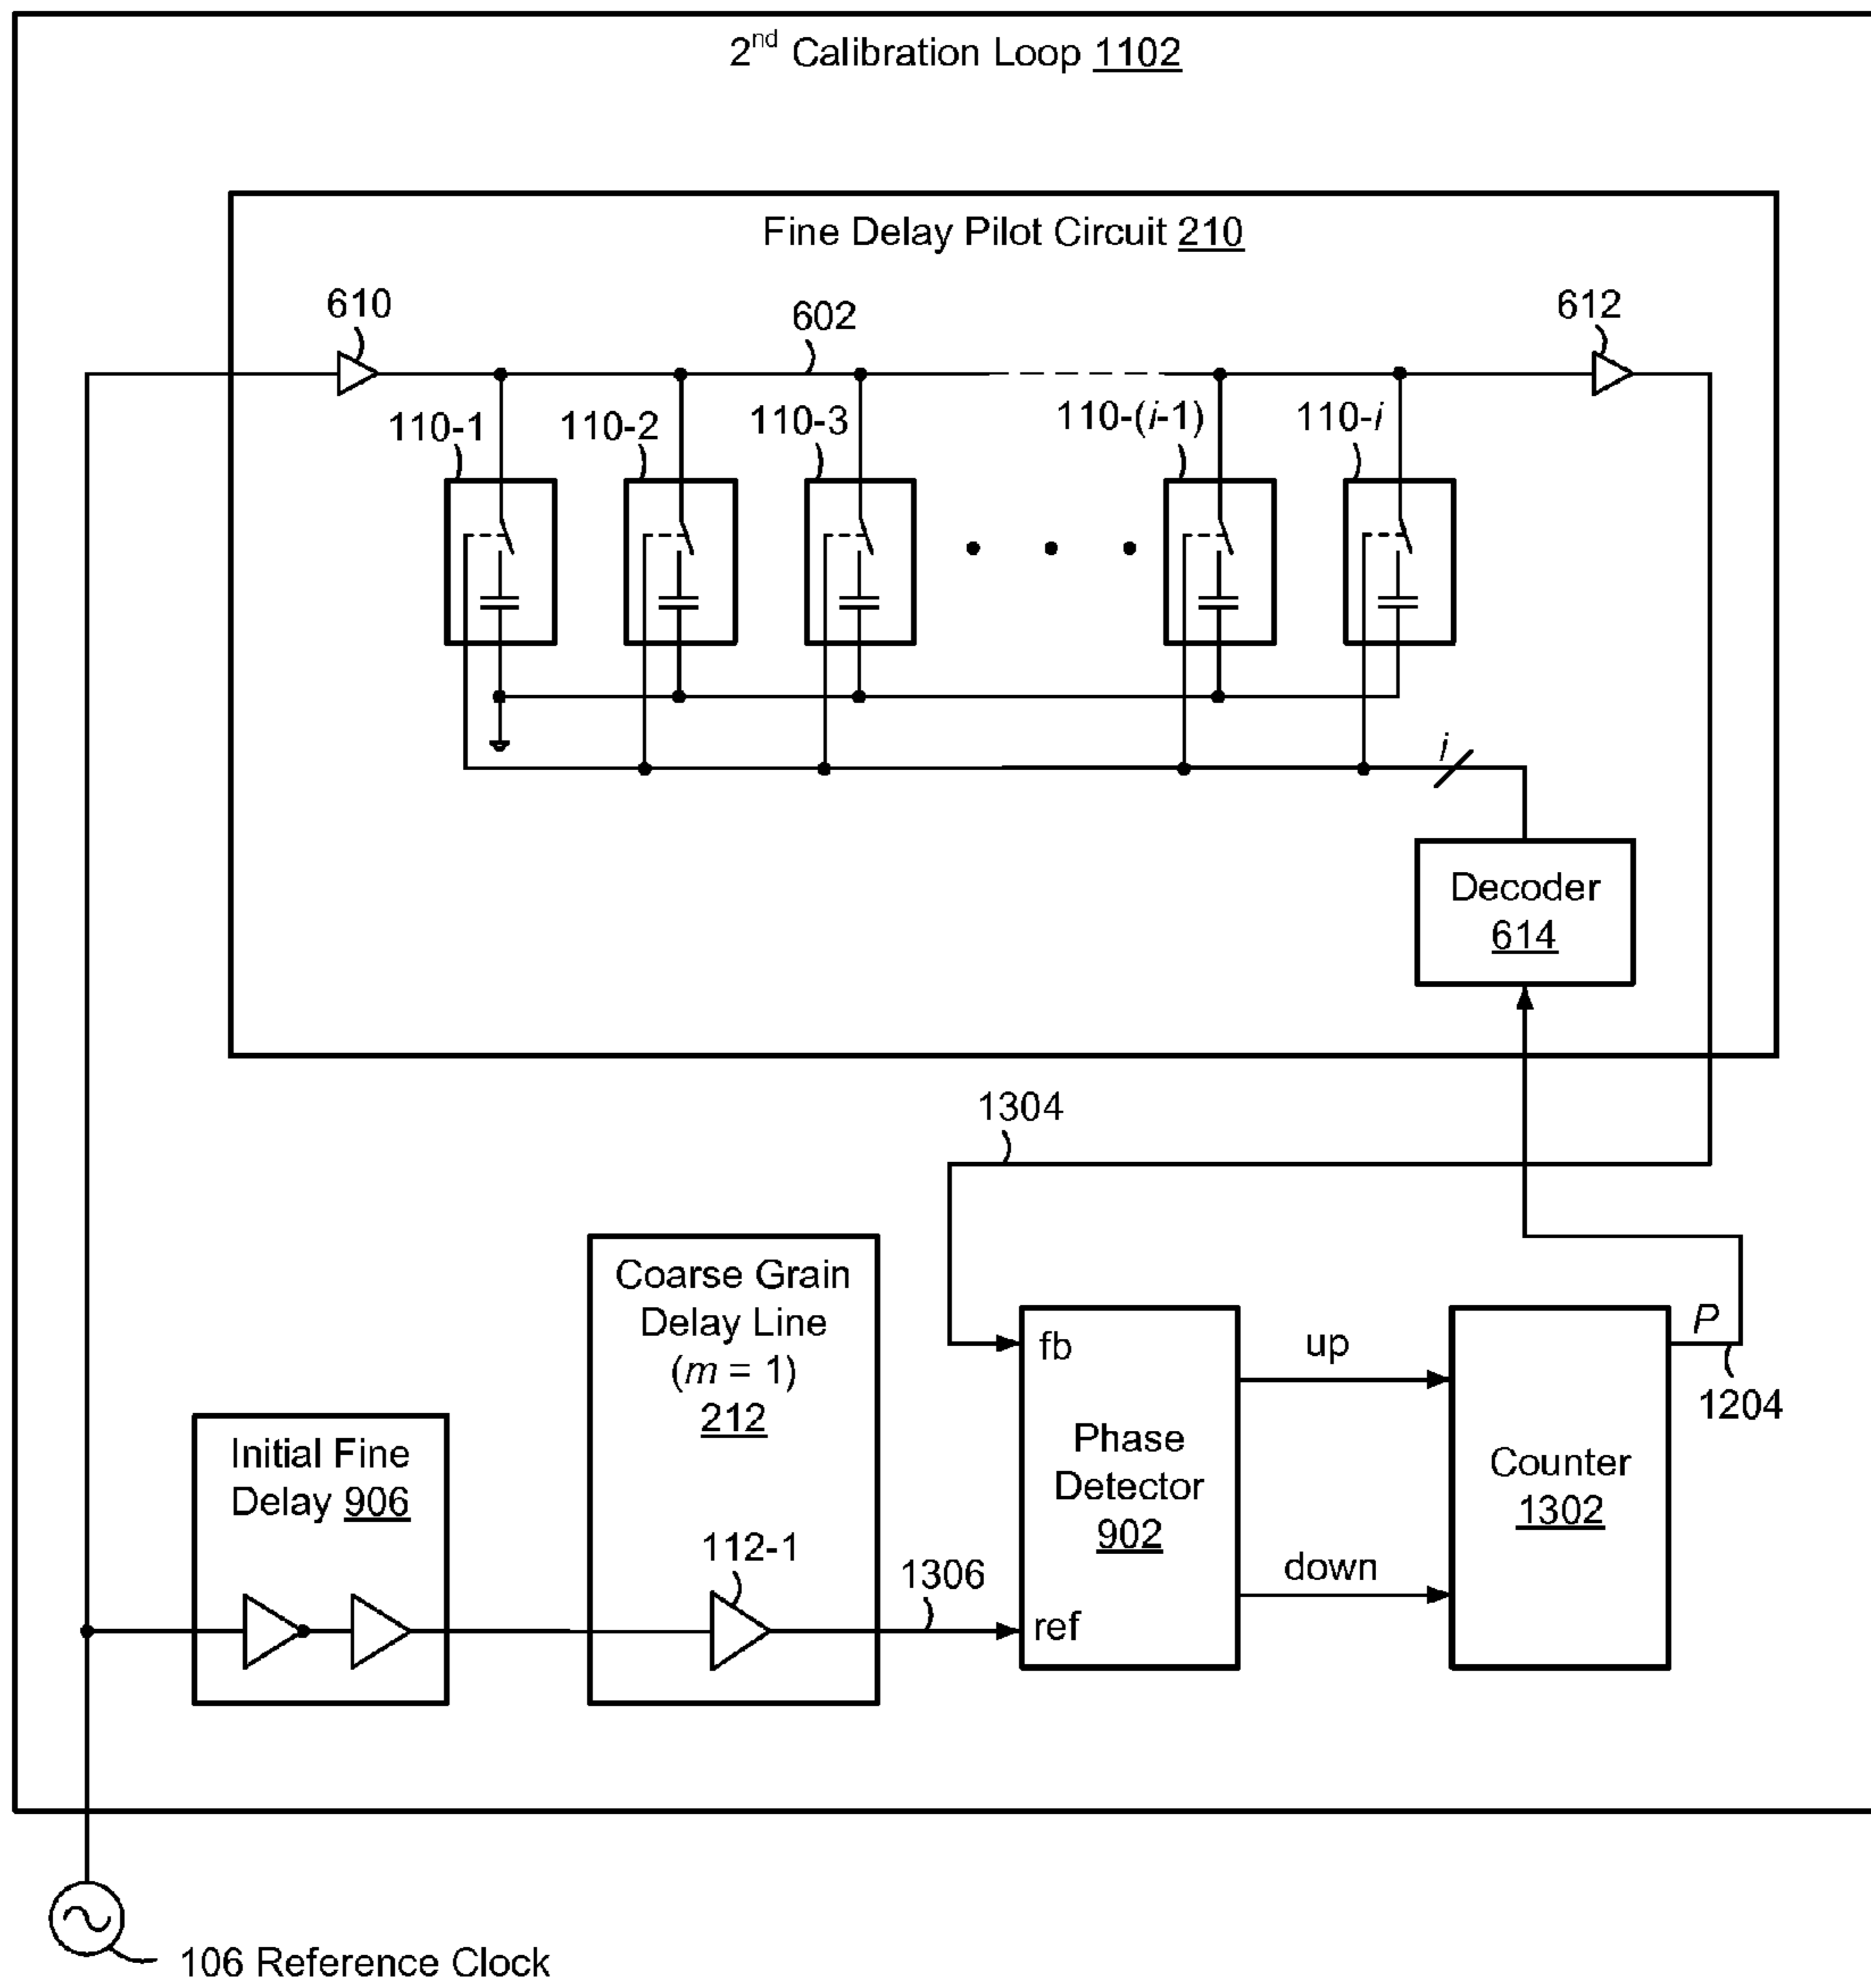 2nd Calibration Loop 1102
Fine Delay Pilot Circuit 210
610
602
612
110-1
110-2
110-3
110-(i-1)
110-i
i
Decoder
614
1304
Coarse Grain
Delay Line
(m = 1)
212
fb
up
P
1204
Phase
Detector
902
Counter
1302
Initial Fine
Delay 906
112-1
1306
down
ref
106 Reference Clock